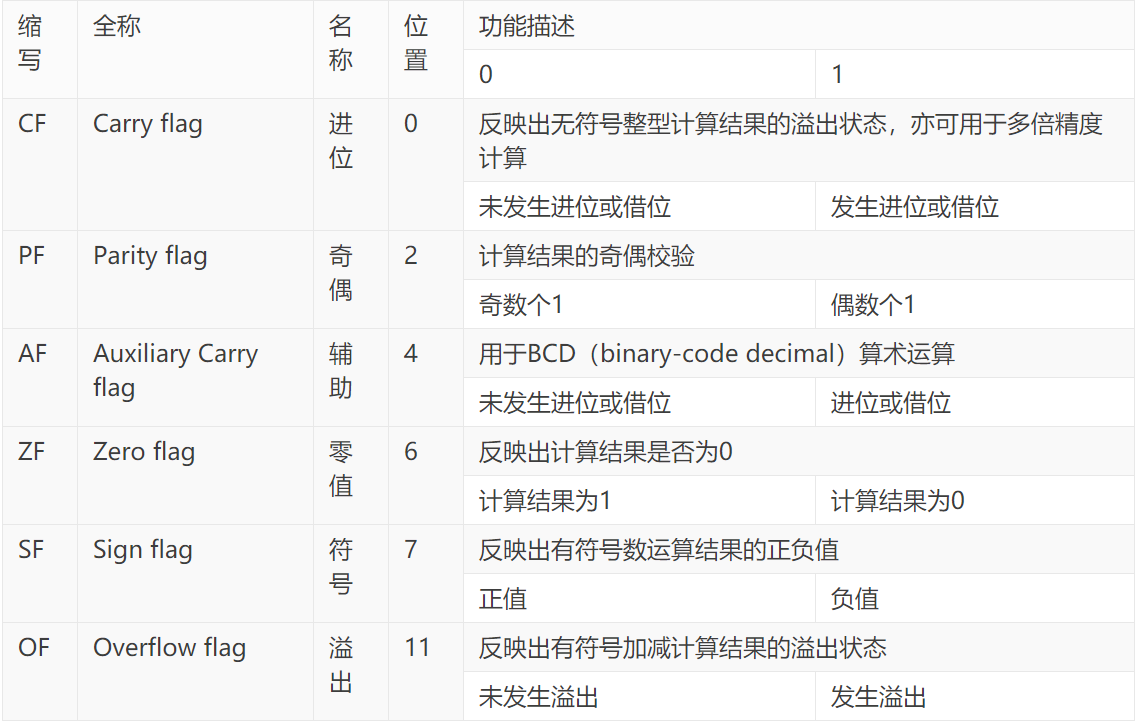 缩
写
全称
名
称
位
置
功能描述
0
1
CF
Carry flag
进
位
0
反映出无符号整型计算结果的溢出状态，亦可用于多倍精度
计算
未发生进位或借位
发生进位或借位
PF
Parity flag
奇
偶
2
计算结果的奇偶校验
奇数个1
偶数个1
AF
Auxiliary Carry
flag
辅
助
4
用于BCD（binary-code decimal）算术运算
未发生进位或借位
进位或借位
ZF
Zero flag
零
值
6
反映出计算结果是否为0
计算结果为1
计算结果为0
SF
Sign flag
符
号
7
反映出有符号数运算结果的正负值
正值
负值
OF
Overflow flag
溢
出
11
反映出有符号加减计算结果的溢出状态
未发生溢出
发生溢出